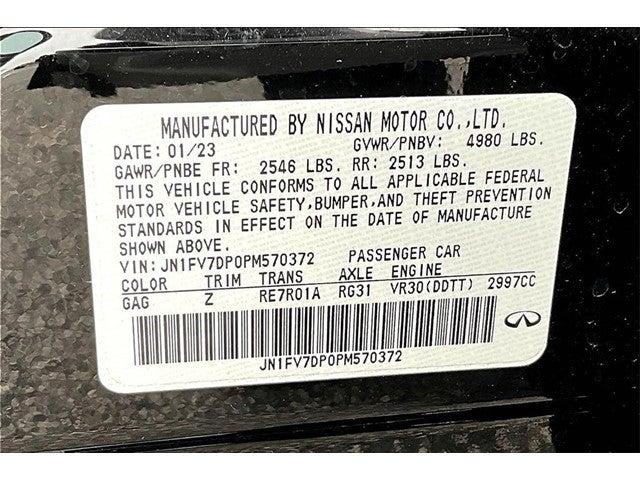 MANUFACTURED BY NISSAN MOTOR CO.,LTD.
DATE: 01/23 GVWR/PNBV: 4980 LBS.
GAWR/PNBE FR: 2546 LBS. RR: 2513 LBS.
THIS VEHICLE CONFORMS TO ALL APPLICABLE FEDERAL
MOTOR VEHICLE SAFETY,BUMPER,AND THEFT PREVENTION
STANDARDS IN EFFECT ON THE DATE OF MANUFACTURE
SHOWN ABOVE.
VIN: JN1FV7DP0PM570372 PASSENGER CAR
COLOR TRIM TRANS AXLE ENGINE
GAG Z RE7R01A RG31 VR30(DDTT) 2997CC
JN1FV7DP0PM570372